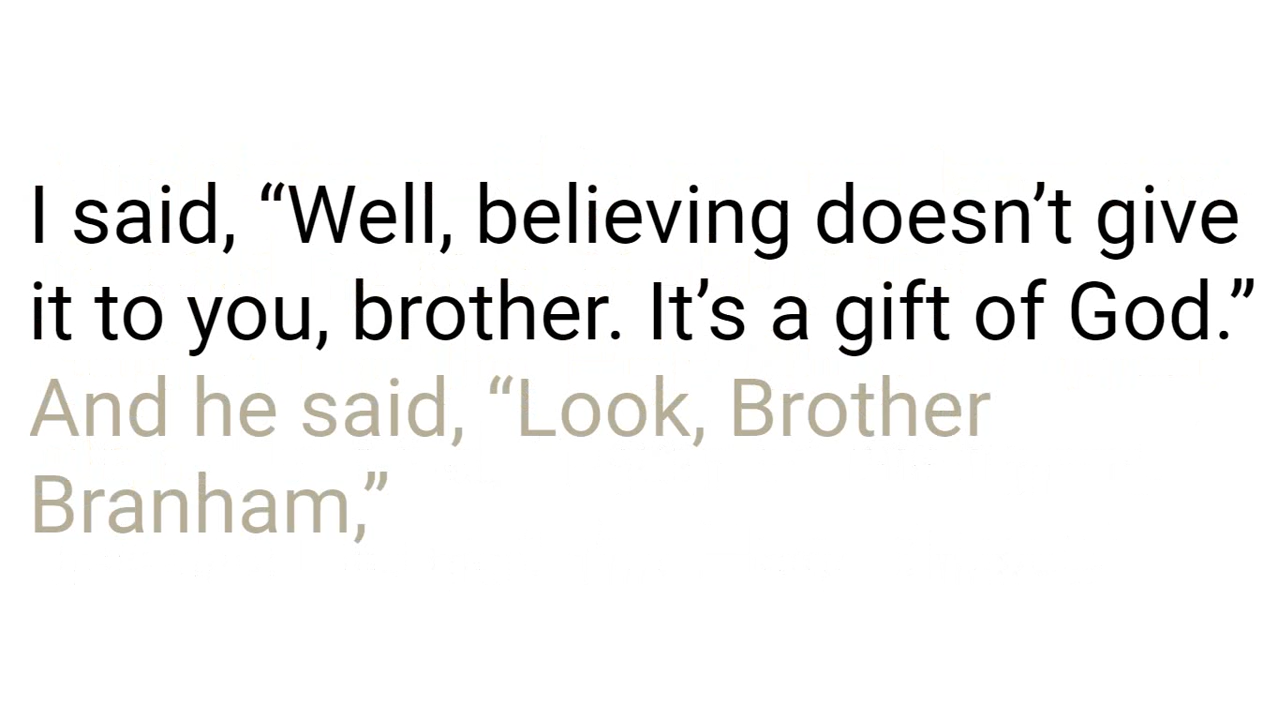 I said, “Well, believing doesn’t give
it to you, brother. It’s a gift of God.”
And he said, “Look, Brother
Branham,”